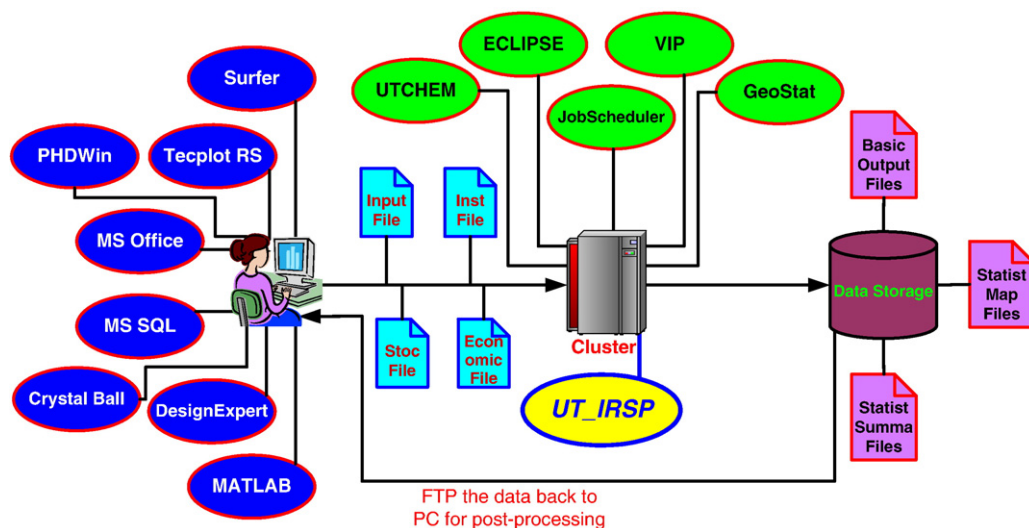 ECLIPSE
VIP
Surfer
UTCHEM
GeoStat
JobScheduler
PHDWin
Tecplot RS
Basic
Output
Files
Input
File
Inst
File
MS Office
Data Storage
Statist
Map
Files
MS SQL
Stoc
File
Econ
omic
File
Cluster
Crystal Ball
DesignExpert
UT_IRSP
Statist
Summa
Files
MATLAB
FTP the data back to
PC for post-processing